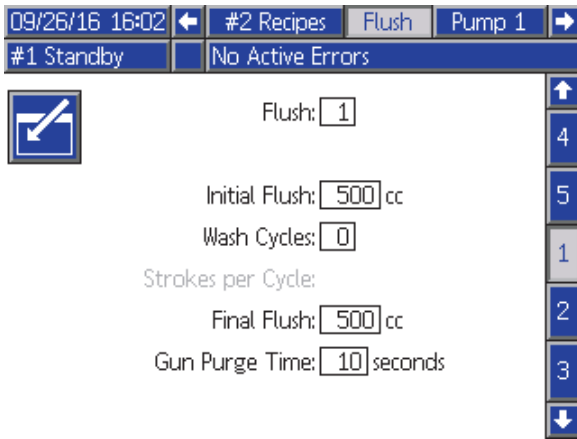 09/26/16 16:02 #2 Recipes Flush Pump 1
#1 Standby No Active Errors
Flush: 1
4
Initial Flush: 500 cc
5
Wash Cycles: 0
1
Strokes per Cycle:
Final Flush: 500 cc
2
Gun Purge Time: 10 seconds
3